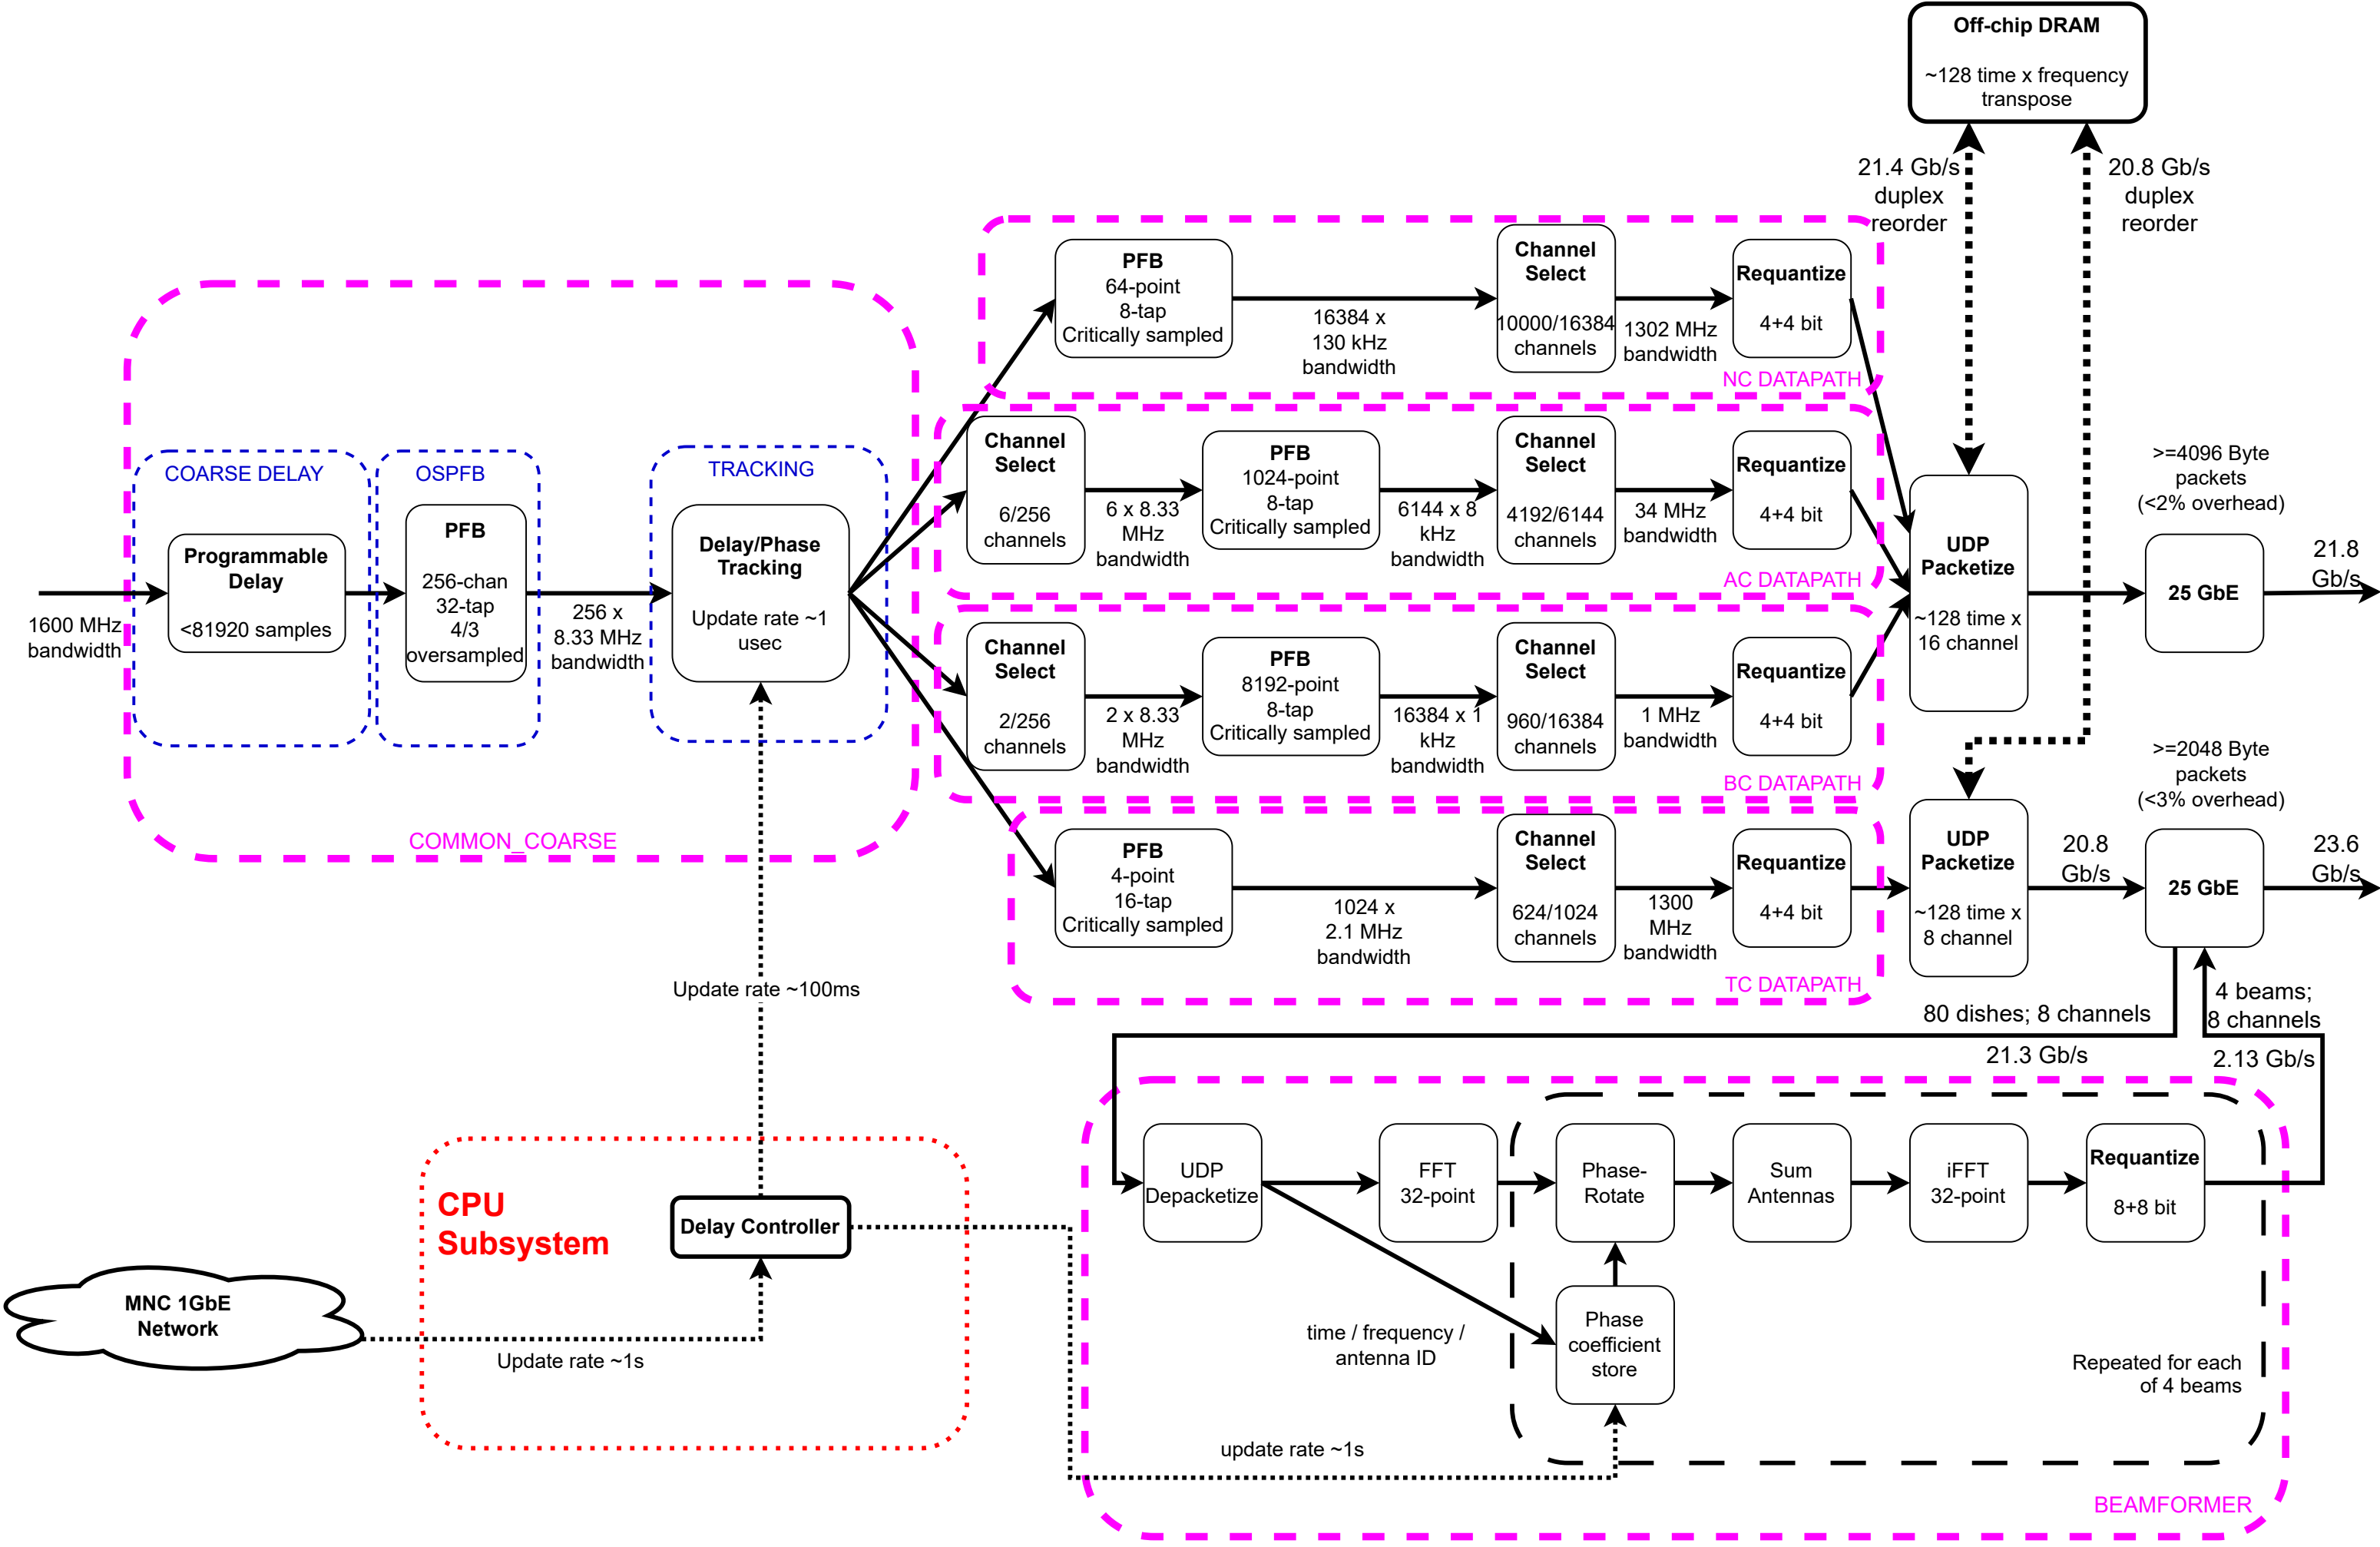 Off-chip DRAM
~128 time x frequency
transpose
21.4 Gb/s
duplex
reorder
20.8 Gb/s
duplex
reorder
PFB
64-point
8-tap
Critically sampled
16384 x
130 kHz
bandwidth
Channel
Select
10000/16384
channels
1302 MHz
bandwidth
Requantize
4+4 bit
NC DATAPATH
Channel
Select
6/256
channels
6 x 8.33
MHz
bandwidth
PFB
1024-point
8-tap
Critically sampled
6144 x 8
kHz
bandwidth
Channel
Select
4192/6144
channels
34 MHz
bandwidth
Requantize
4+4 bit
AC DATAPATH
COARSE DELAY
OSPFB
TRACKING
1600 MHz
bandwidth
Programmable
Delay
<81920 samples
PFB
256-chan
32-tap
4/3
oversampled
256 x
8.33 MHz
bandwidth
Delay/Phase
Tracking
Update rate ~1
usec
COMMON_COARSE
UDP
Packetize
~128 time x
16 channel
>=4096 Byte
packets
(<2% overhead)
25 GbE
21.8
Gb/s
Channel
Select
2/256
channels
2 x 8.33
MHz
bandwidth
PFB
8192-point
8-tap
Critically sampled
16384 x 1
kHz
bandwidth
Channel
Select
960/16384
channels
1 MHz
bandwidth
Requantize
4+4 bit
BC DATAPATH
PFB
4-point
16-tap
Critically sampled
1024 x
2.1 MHz
bandwidth
Channel
Select
624/1024
channels
1300
MHz
bandwidth
Requantize
4+4 bit
TC DATAPATH
UDP
Packetize
~128 time x
8 channel
20.8
Gb/s
>=2048 Byte
packets
(<3% overhead)
25 GbE
23.6
Gb/s
80 dishes; 8 channels
21.3 Gb/s
4 beams;
8 channels
2.13 Gb/s
Update rate ~100ms
CPU
Subsystem
Delay Controller
MNC 1GbE
Network
Update rate ~1s
UDP
Depacketize
FFT
32-point
Phase-
Rotate
Sum
Antennas
iFFT
32-point
Requantize
8+8 bit
time / frequency /
antenna ID
Phase
coefficient
store
Repeated for each
of 4 beams
update rate ~1s
BEAMFORMER